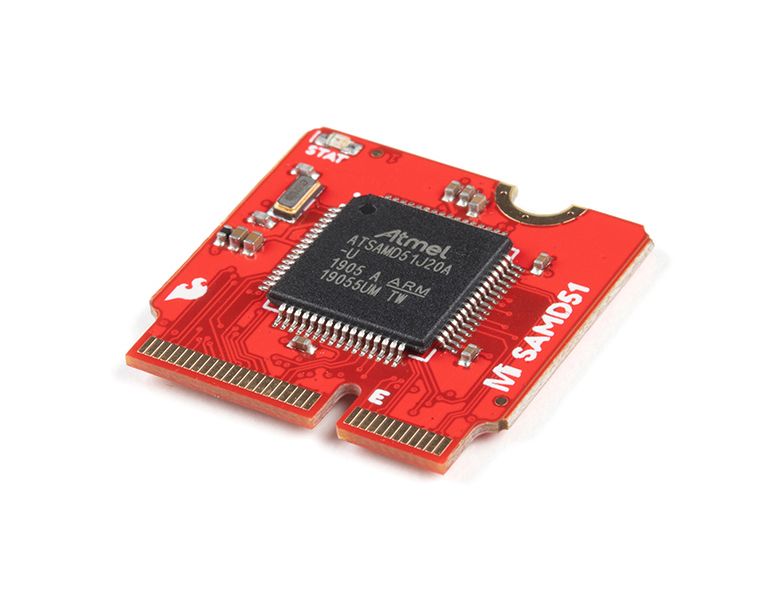 STAT
Atmel
ATSAMD51J20A
-U
1905 A ARM
19055UM TW
E
M SAMD51